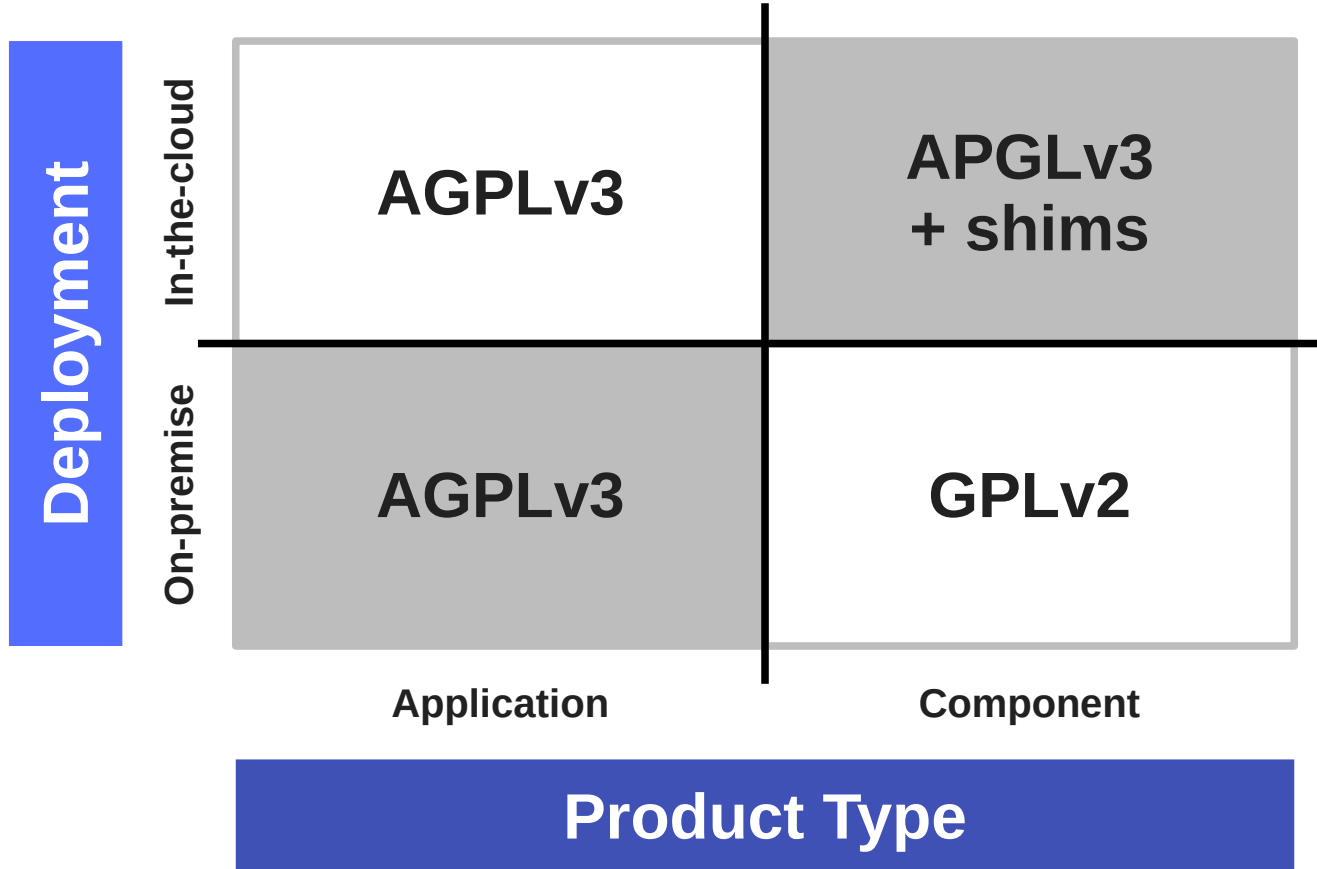 Deployment
In-the-cloud
AGPLv3
APGLv3
+ shims
On-premise
AGPLv3
GPLv2
Application
Component
Product Type